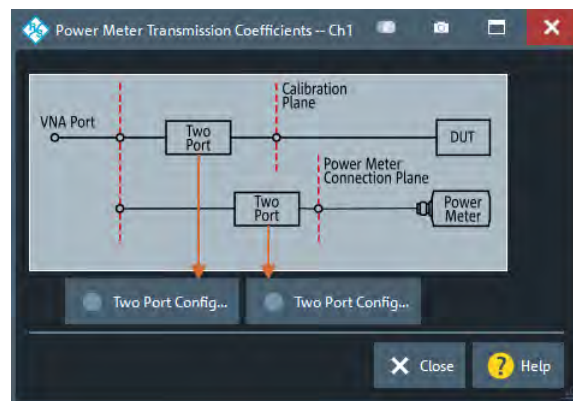 Power Meter Transmission Coefficients -- Ch1
Calibration
Plane
VNA Port
Two
Port
DUT
Power Meter
Connection Plane
Two
Port
Power
Meter
Two Port Config...
Two Port Config...
Close
? Help